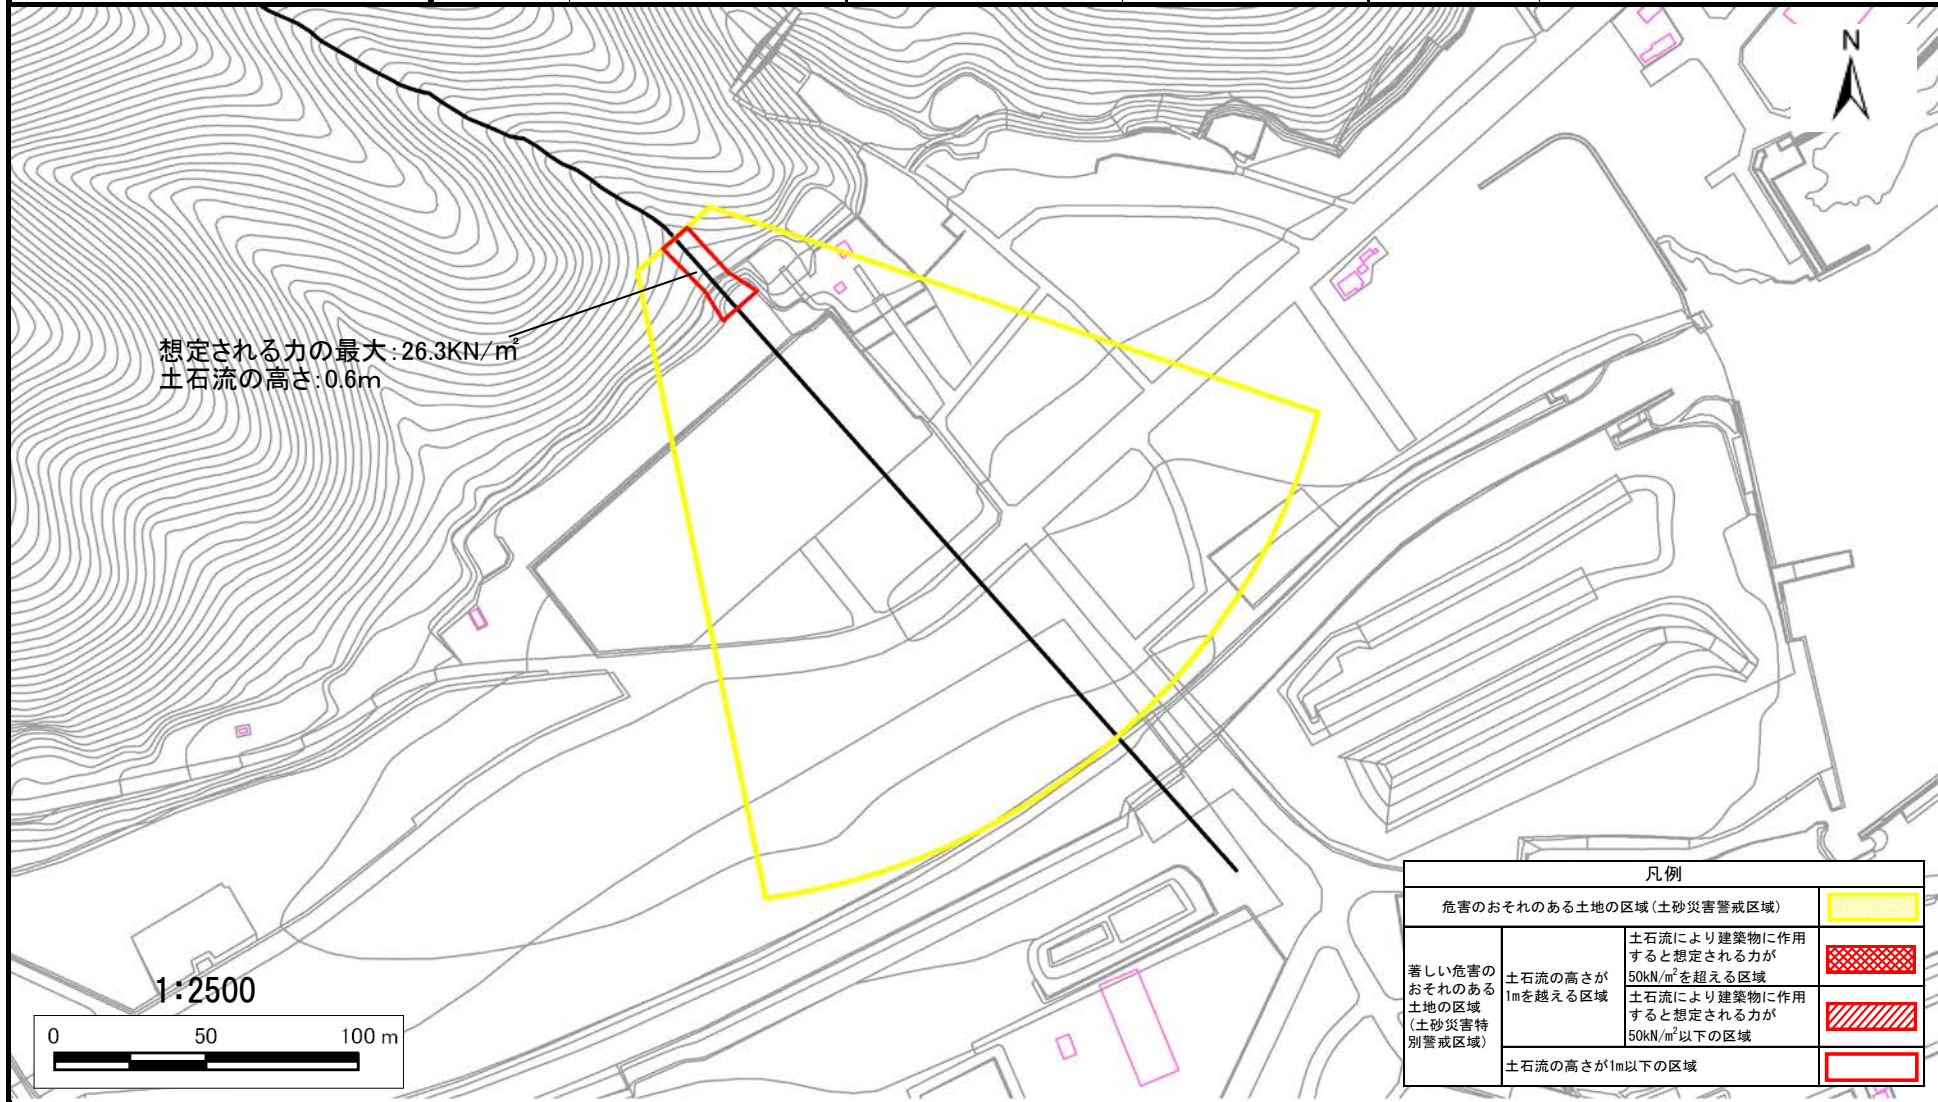 N
想定される力の最大:26.3KN/㎡
土石流の高さ:0.6m
1:2500
0 50 100 m
凡例
危害のおそれのある土地の区域(土砂災害警戒区域)
著しい危害の
おそれのある
土地の区域
(土砂災害特
別警戒区域)
土石流の高さが
1mを越える区域
土石流により建築物に作用
すると想定される力が
50kN/㎡を超える区域
土石流により建築物に作用
すると想定される力が
50kN/㎡以下の区域
土石流の高さが1m以下の区域